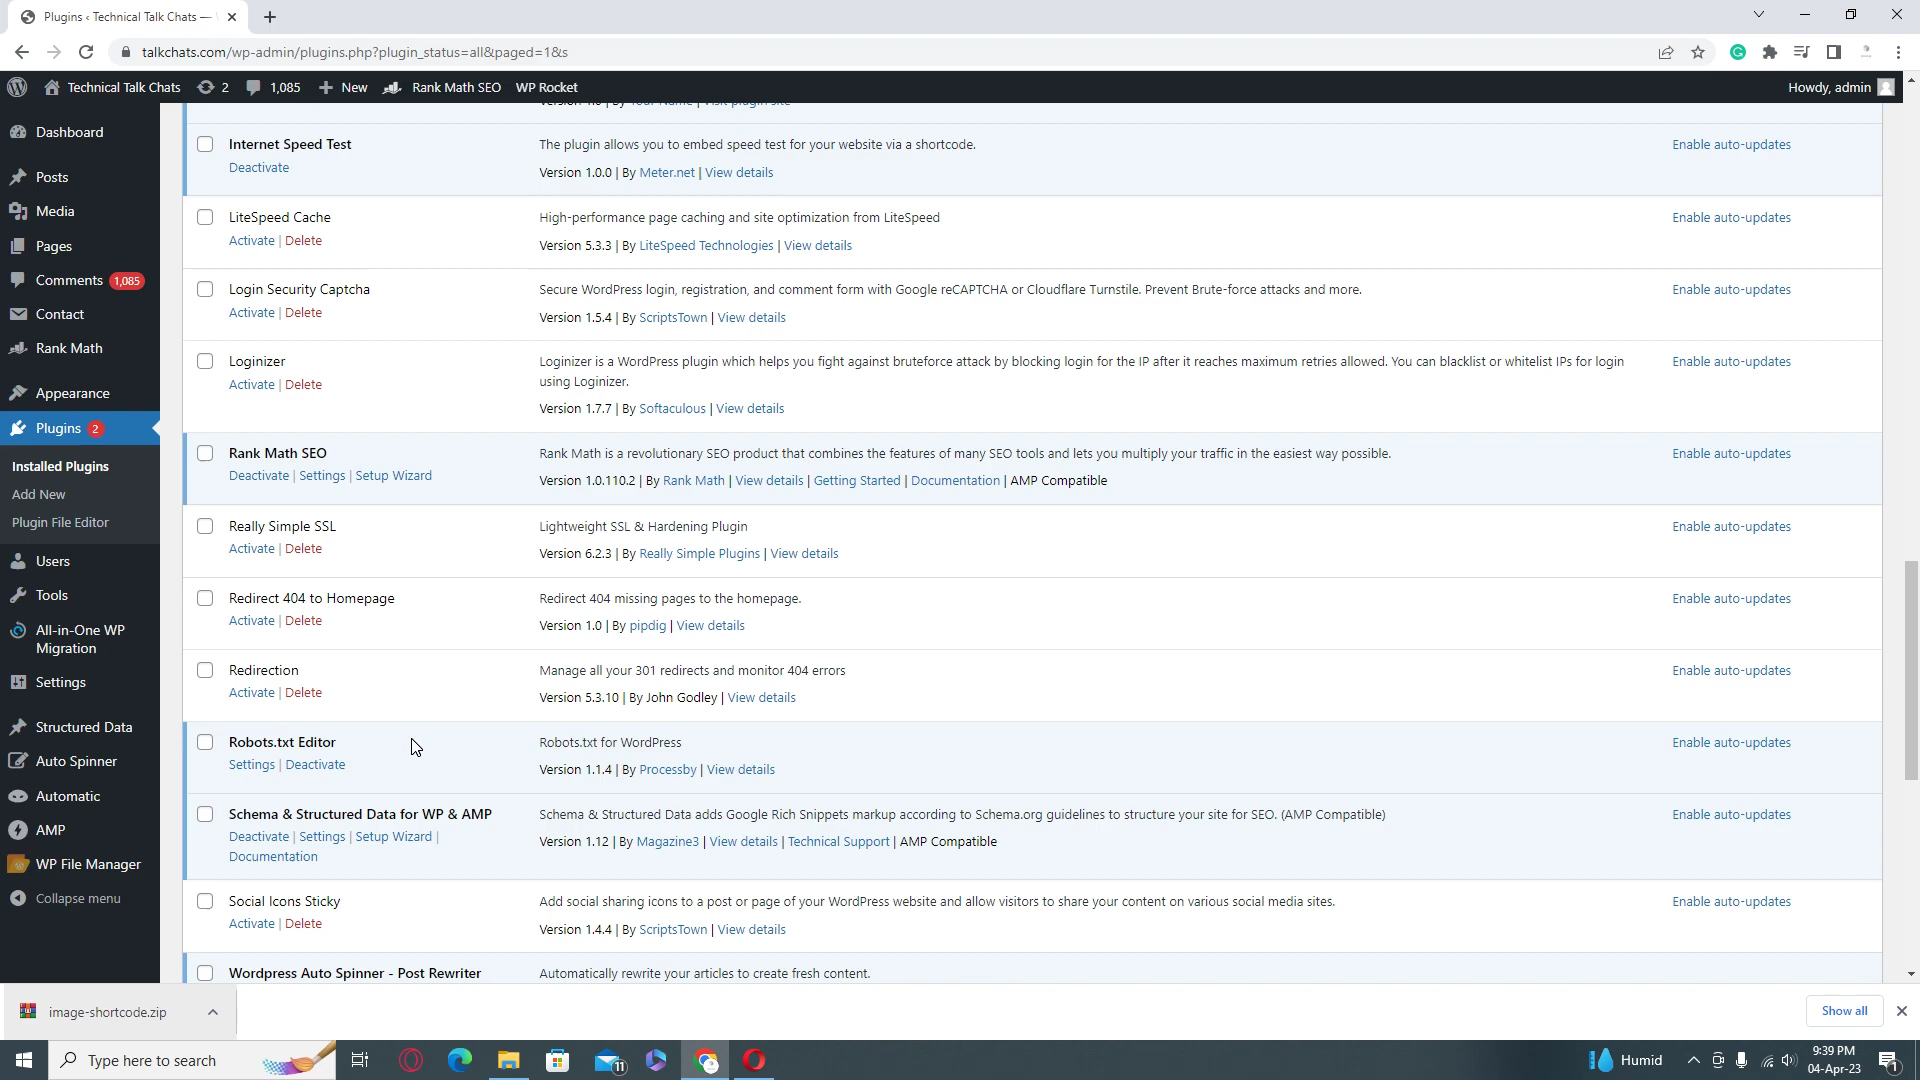 Plugins ‹ Technical Talk Chats —
talkchats.com/wp-admin/plugins.php?plugin_status=all&paged=1&s
Technical Talk Chats 2 1,085 New Rank Math SEO WP Rocket Howdy, admin
Dashboard
Posts
Media
Pages
Comments 1,085
Contact
Rank Math
Appearance
Plugins 2
Installed Plugins
Add New
Plugin File Editor
Users
Tools
All-in-One WP
Migration
Settings
Structured Data
Auto Spinner
Automatic
AMP
WP File Manager
Collapse menu
Internet Speed Test The plugin allows you to embed speed test for your website via a shortcode. Enable auto-updates
Deactivate Version 1.0.0 | By Meter.net | View details
LiteSpeed Cache High-performance page caching and site optimization from LiteSpeed Enable auto-updates
Activate | Delete Version 5.3.3 | By LiteSpeed Technologies | View details
Login Security Captcha Secure WordPress login, registration, and comment form with Google reCAPTCHA or Cloudflare Turnstile. Prevent Brute-force attacks and more. Enable auto-updates
Activate | Delete Version 1.5.4 | By ScriptsTown | View details
Loginizer Loginizer is a WordPress plugin which helps you fight against bruteforce attack by blocking login for the IP after it reaches maximum retries allowed. You can blacklist or whitelist IPs for login Enable auto-updates
using Loginizer.
Activate | Delete Version 1.7.7 | By Softaculous | View details
Rank Math SEO Rank Math is a revolutionary SEO product that combines the features of many SEO tools and lets you multiply your traffic in the easiest way possible. Enable auto-updates
Deactivate | Settings | Setup Wizard Version 1.0.110.2 | By Rank Math | View details | Getting Started | Documentation | AMP Compatible
Really Simple SSL Lightweight SSL & Hardening Plugin Enable auto-updates
Activate | Delete Version 6.2.3 | By Really Simple Plugins | View details
Redirect 404 to Homepage Redirect 404 missing pages to the homepage. Enable auto-updates
Activate | Delete Version 1.0 | By pipdig | View details
Redirection Manage all your 301 redirects and monitor 404 errors Enable auto-updates
Activate | Delete Version 5.3.10 | By John Godley | View details
Robots.txt Editor Robots.txt for WordPress Enable auto-updates
Settings | Deactivate Version 1.1.4 | By Processby | View details
Schema & Structured Data for WP & AMP Schema & Structured Data adds Google Rich Snippets markup according to Schema.org guidelines to structure your site for SEO. (AMP Compatible) Enable auto-updates
Deactivate | Settings | Setup Wizard | Version 1.12 | By Magazine3 | View details | Technical Support | AMP Compatible
Documentation
Social Icons Sticky Add social sharing icons to a post or page of your WordPress website and allow visitors to share your content on various social media sites. Enable auto-updates
Activate | Delete Version 1.4.4 | By ScriptsTown | View details
Wordpress Auto Spinner - Post Rewriter Automatically rewrite your articles to create fresh content.
image-shortcode.zip Show all
Type here to search 11 Humid 9:39 PM
04-Apr-23 1